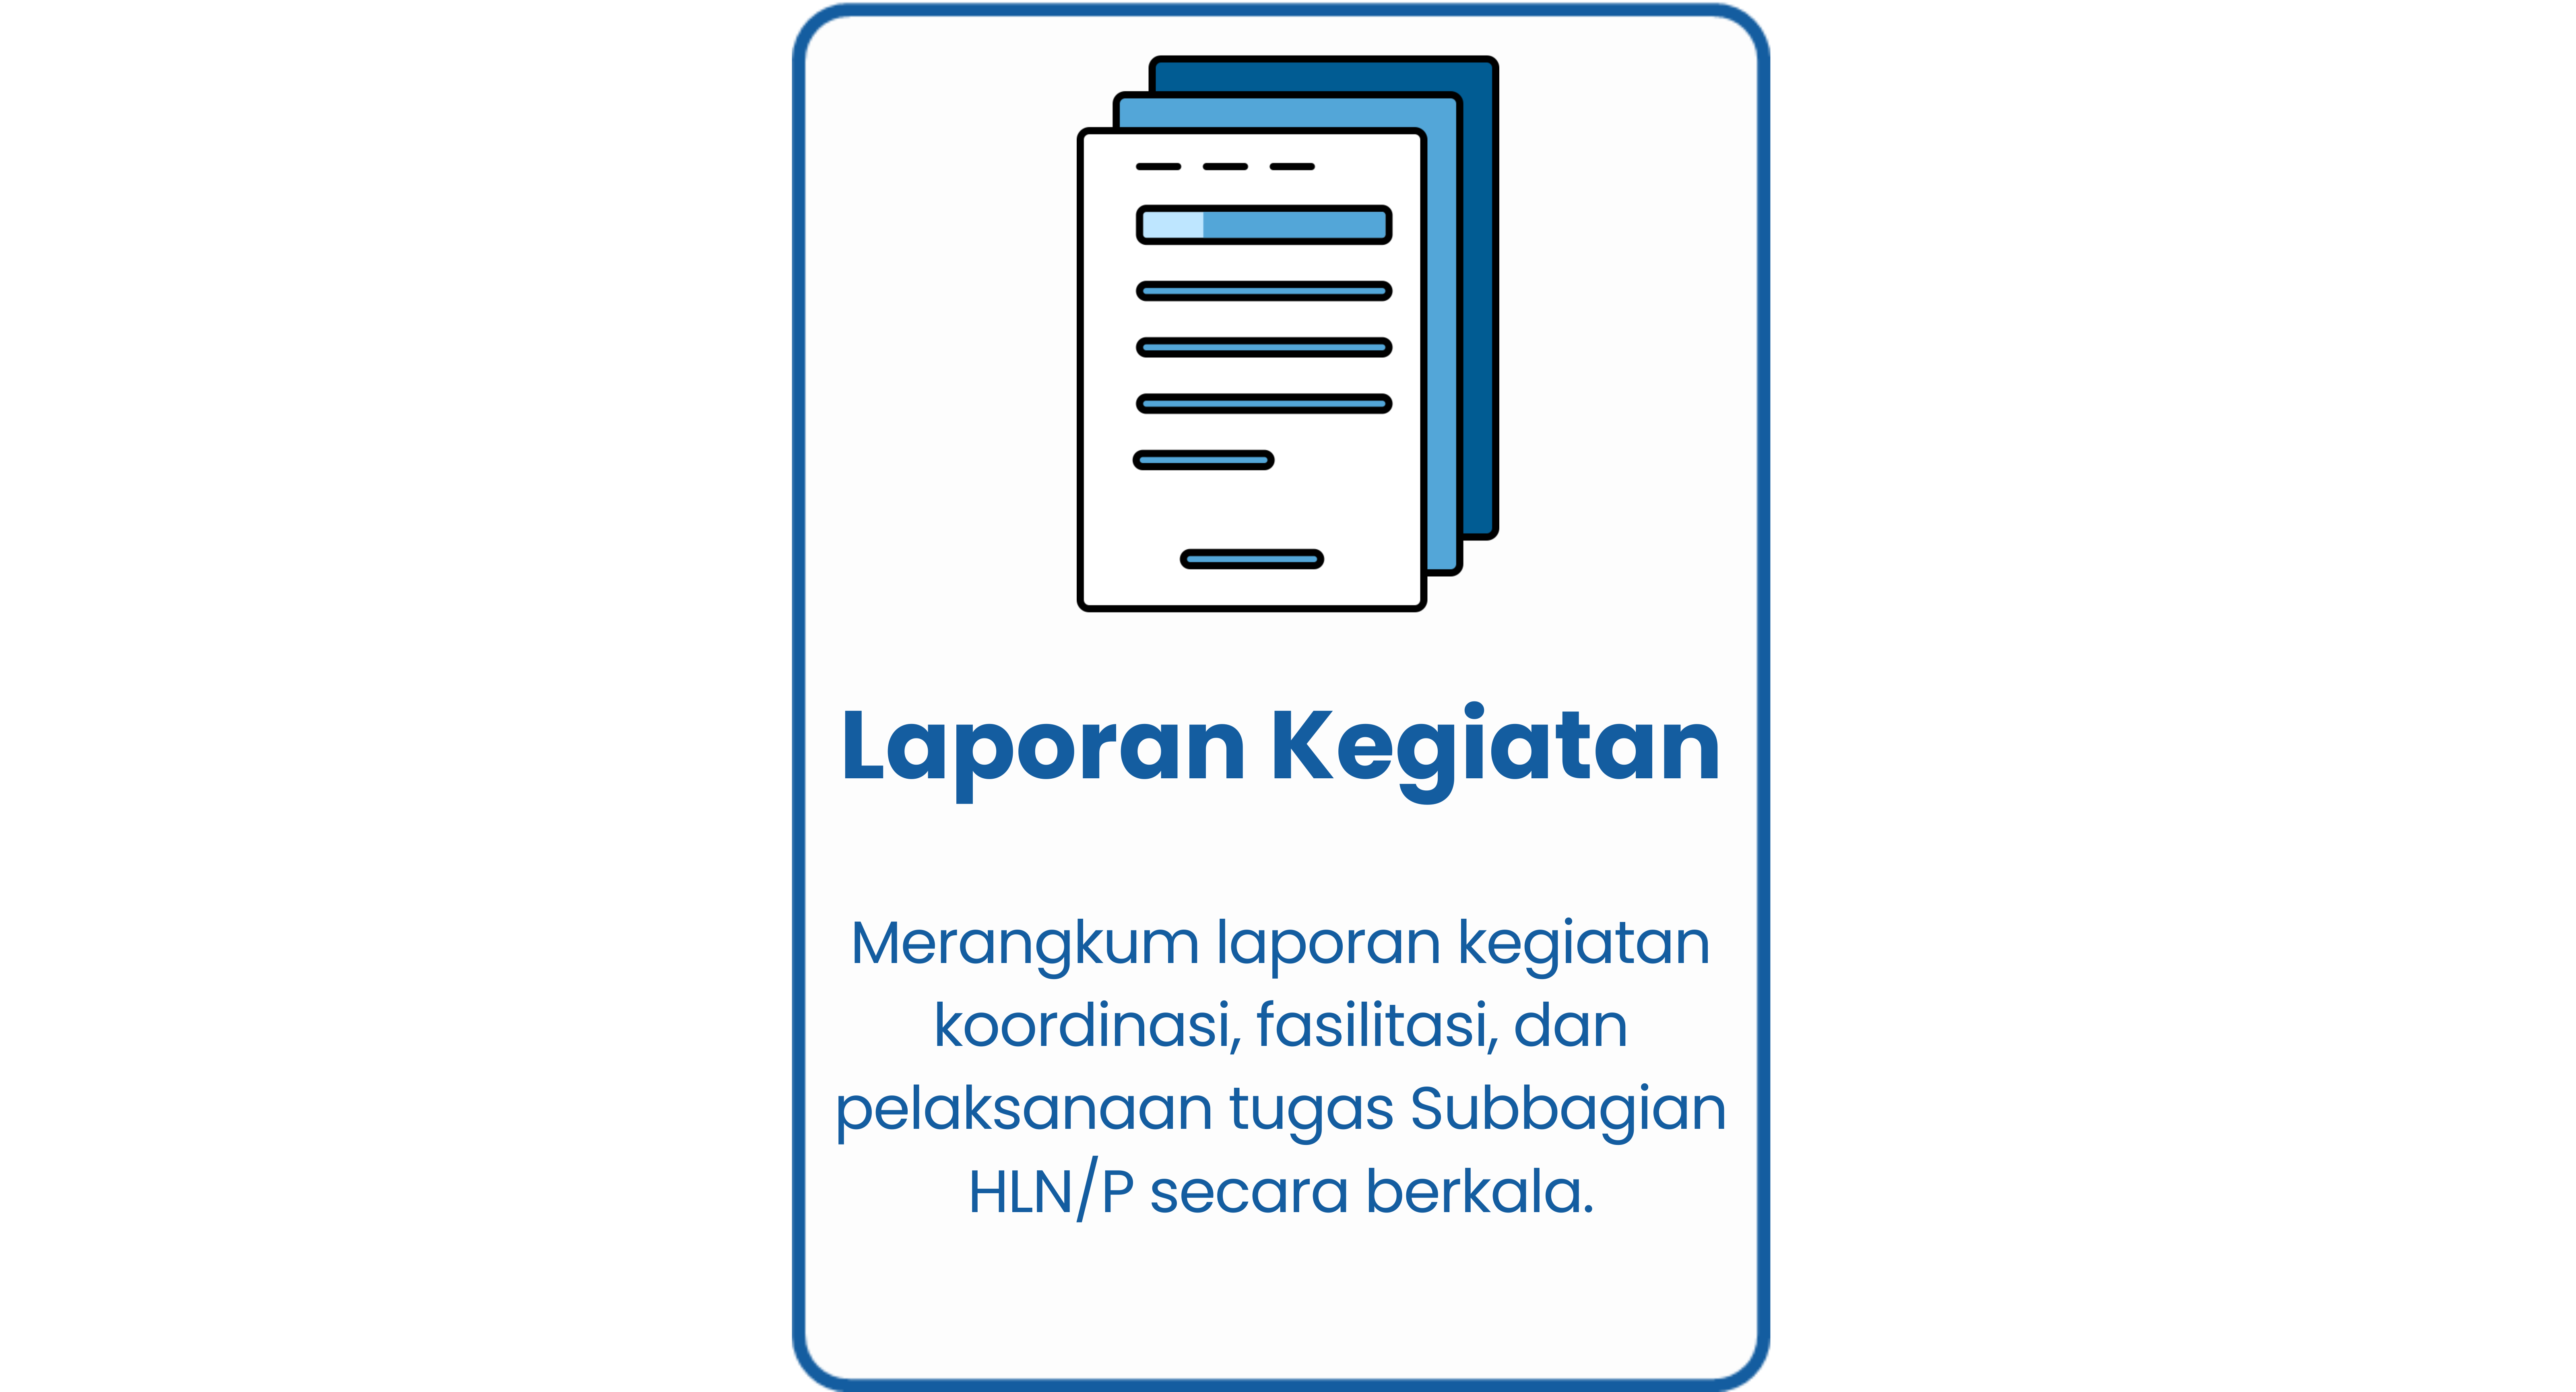 Laporan Kegiatan
Merangkum laporan kegiatan
koordinasi, fasilitasi, dan
pelaksanaan tugas Subbagian
HLN/P secara berkala.